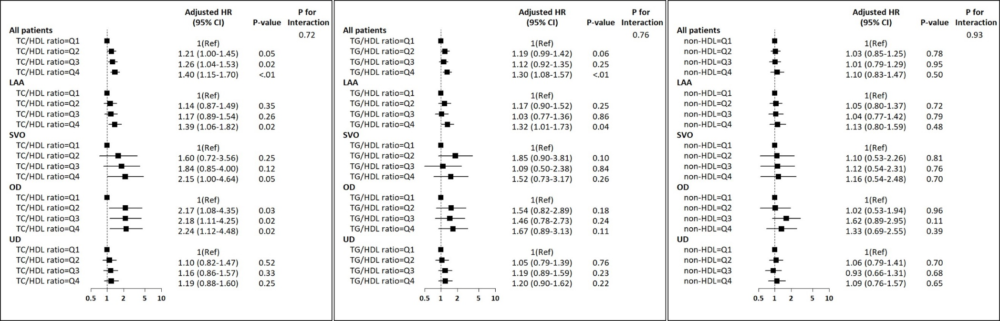 Adjusted HR P for
(95% CI) P-value Interaction
All patients 0.72
TC/HDL ratio=Q1 1(Ref)
TC/HDL ratio=Q2 1.21 (1.00-1.45) 0.05
TC/HDL ratio=Q3 1.26 (1.04-1.53) 0.02
TC/HDL ratio=Q4 1.40 (1.15-1.70) <.01
LAA
TC/HDL ratio=Q1 1(Ref)
TC/HDL ratio=Q2 1.14 (0.87-1.49) 0.35
TC/HDL ratio=Q3 1.17 (0.89-1.54) 0.26
TC/HDL ratio=Q4 1.39 (1.06-1.82) 0.02
SVO
TC/HDL ratio=Q1 1(Ref)
TC/HDL ratio=Q2 1.60 (0.72-3.56) 0.25
TC/HDL ratio=Q3 1.84 (0.85-4.00) 0.12
TC/HDL ratio=Q4 2.15 (1.00-4.64) 0.05
OD
TC/HDL ratio=Q1 1(Ref)
TC/HDL ratio=Q2 2.17 (1.08-4.35) 0.03
TC/HDL ratio=Q3 2.18 (1.11-4.25) 0.02
TC/HDL ratio=Q4 2.24 (1.12-4.48) 0.02
UD
TC/HDL ratio=Q1 1(Ref)
TC/HDL ratio=Q2 1.10 (0.82-1.47) 0.52
TC/HDL ratio=Q3 1.16 (0.86-1.57) 0.33
TC/HDL ratio=Q4 1.19 (0.88-1.60) 0.25
0.5 1 2 5 10
Adjusted HR P for
(95% CI) P-value Interaction
All patients 0.76
TG/HDL ratio=Q1 1(Ref)
TG/HDL ratio=Q2 1.19 (0.99-1.42) 0.06
TG/HDL ratio=Q3 1.12 (0.92-1.35) 0.25
TG/HDL ratio=Q4 1.30 (1.08-1.57) <.01
LAA
TG/HDL ratio=Q1 1(Ref)
TG/HDL ratio=Q2 1.17 (0.90-1.52) 0.25
TG/HDL ratio=Q3 1.03 (0.77-1.36) 0.86
TG/HDL ratio=Q4 1.32 (1.01-1.73) 0.04
SVO
TG/HDL ratio=Q1 1(Ref)
TG/HDL ratio=Q2 1.85 (0.90-3.81) 0.10
TG/HDL ratio=Q3 1.09 (0.50-2.38) 0.84
TG/HDL ratio=Q4 1.52 (0.73-3.17) 0.26
OD
TG/HDL ratio=Q1 1(Ref)
TG/HDL ratio=Q2 1.54 (0.82-2.89) 0.18
TG/HDL ratio=Q3 1.46 (0.78-2.73) 0.24
TG/HDL ratio=Q4 1.67 (0.89-3.13) 0.11
UD
TG/HDL ratio=Q1 1(Ref)
TG/HDL ratio=Q2 1.05 (0.79-1.39) 0.76
TG/HDL ratio=Q3 1.19 (0.89-1.59) 0.23
TG/HDL ratio=Q4 1.20 (0.90-1.62) 0.22
0.5 1 2 5 10
Adjusted HR P for
(95% CI) P-value Interaction
All patients 0.93
non-HDL=Q1 1(Ref)
non-HDL=Q2 1.03 (0.85-1.25) 0.78
non-HDL=Q3 1.01 (0.79-1.29) 0.95
non-HDL=Q4 1.10 (0.83-1.47) 0.50
LAA
non-HDL=Q1 1(Ref)
non-HDL=Q2 1.05 (0.80-1.37) 0.72
non-HDL=Q3 1.04 (0.77-1.42) 0.79
non-HDL=Q4 1.13 (0.80-1.59) 0.48
SVO
non-HDL=Q1 1(Ref)
non-HDL=Q2 1.10 (0.53-2.26) 0.81
non-HDL=Q3 1.12 (0.54-2.31) 0.76
non-HDL=Q4 1.16 (0.54-2.48) 0.70
OD
non-HDL=Q1 1(Ref)
non-HDL=Q2 1.02 (0.53-1.94) 0.96
non-HDL=Q3 1.62 (0.89-2.95) 0.11
non-HDL=Q4 1.33 (0.69-2.55) 0.39
UD
non-HDL=Q1 1(Ref)
non-HDL=Q2 1.06 (0.79-1.41) 0.70
non-HDL=Q3 0.93 (0.66-1.31) 0.68
non-HDL=Q4 1.09 (0.76-1.57) 0.65
0.5 1 2 5 10